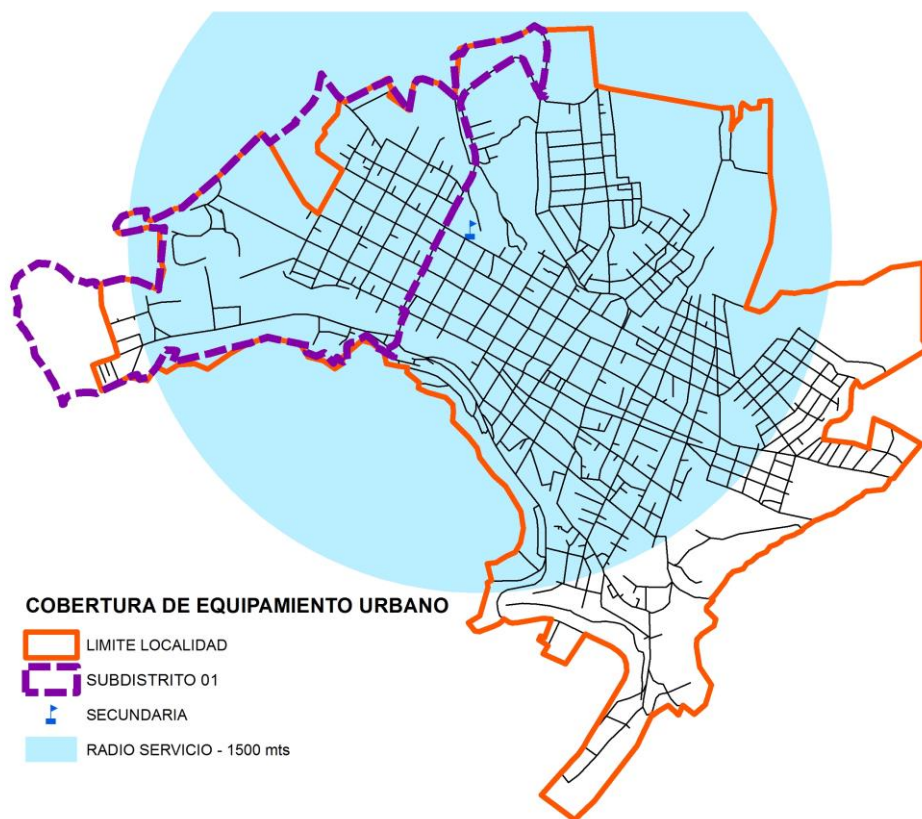 COBERTURA DE EQUIPAMIENTO URBANO
LIMITE LOCALIDAD
SUBDISTRITO 01
SECUNDARIA
RADIO SERVICIO - 1500 mts